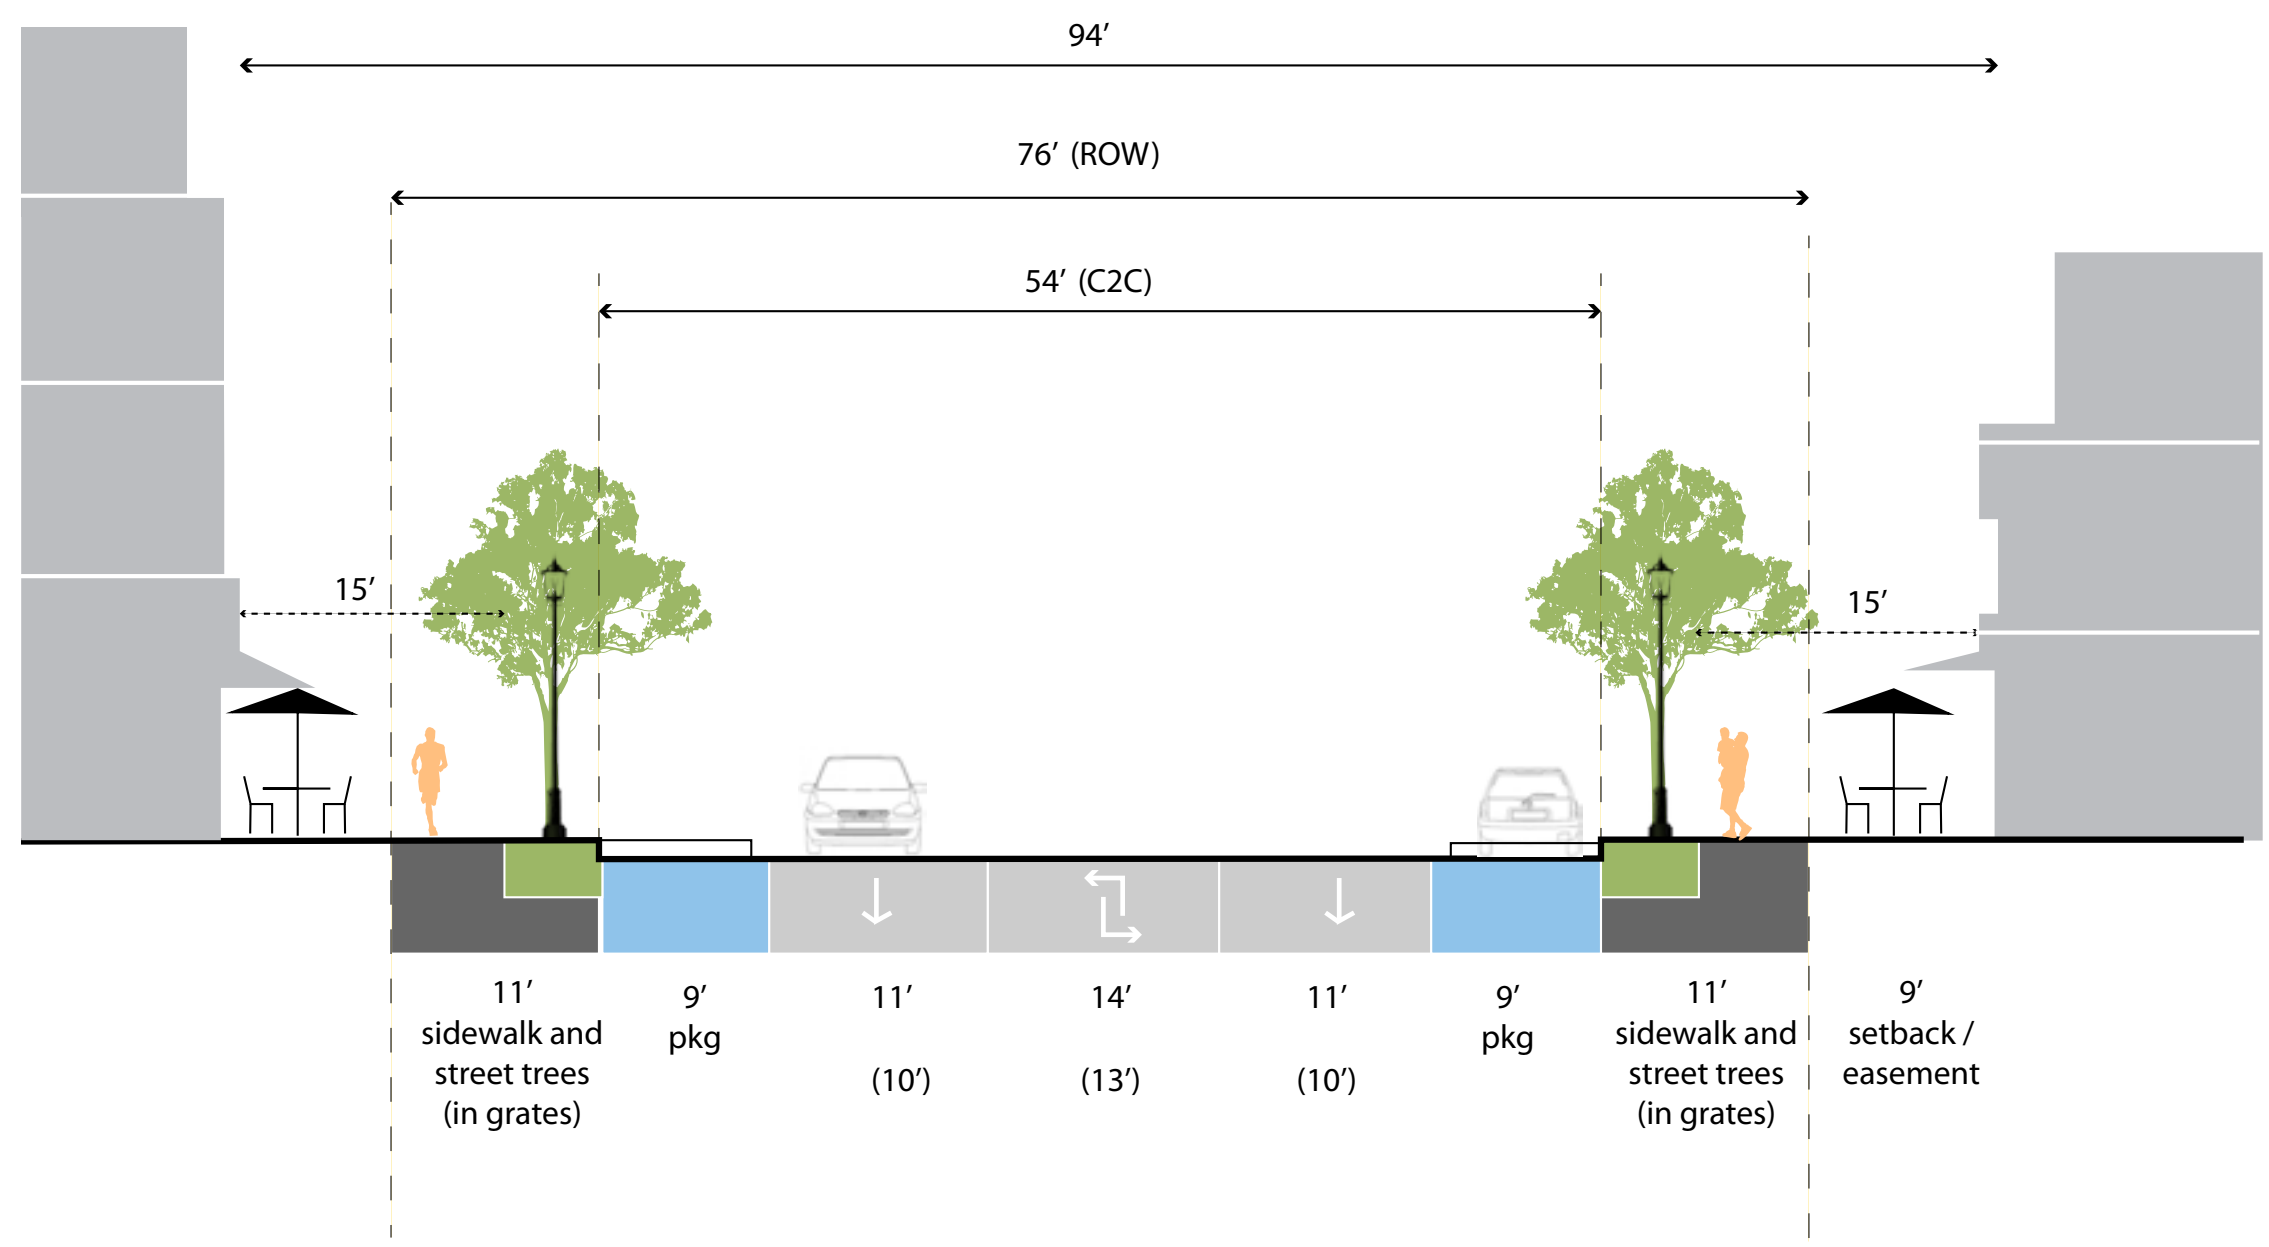 94’
76’ (ROW)
54’ (C2C)
15’
15’
11’
sidewalk and
street trees
(in grates)
9’
pkg
11’
(10’)
14’
(13’)
11’
(10’)
9’
pkg
11’
sidewalk and
street trees
(in grates)
9’
setback /
easement